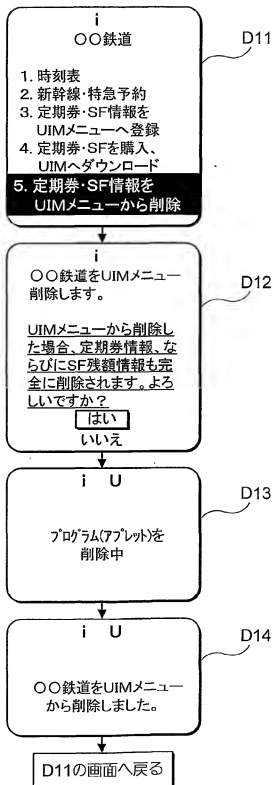 i
〇〇鉄道
D11
1. 時刻表
2. 新幹線・特急予約
3. 定期券・SF情報を
UIMメニューへ登録
4. 定期券・SFを購入、
UIMへダウンロード
5. 定期券・SF情報を
UIMメニューから削除
i
D12
〇〇鉄道をUIMメニュー
削除します。
UIMメニューから削除し
た場合、定期券情報、な
らびにSF残額情報も完
全に削除されます。よろ
しいですか?
はい
いいえ
i U
D13
プログラム(アプレット)を
削除中
i U
D14
〇〇鉄道をUIMメニュー
から削除しました。
D11の画面へ戻る